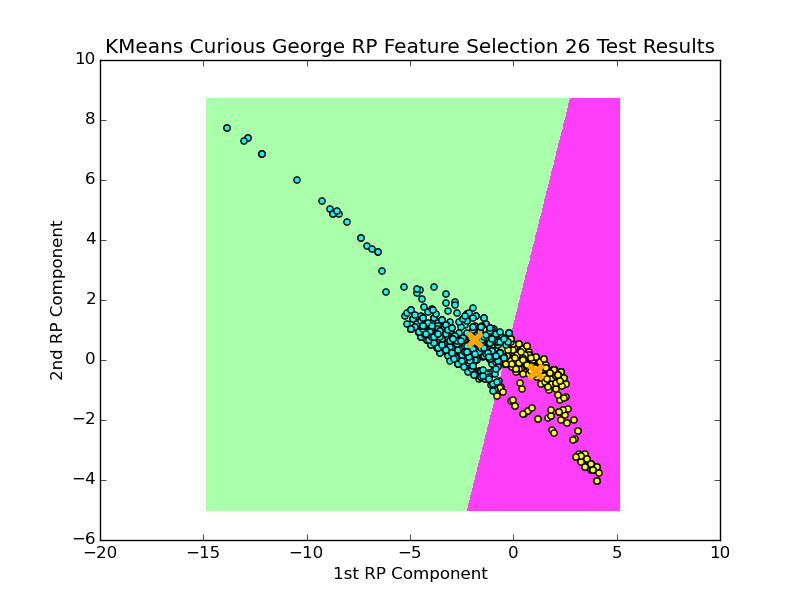 KMeans Curious George RP Feature Selection 26 Test Results
10
8
6
4
2
0
−2
−4
−6
2nd RP Component
−20 −15 −10 −5 0 5 10
1st RP Component